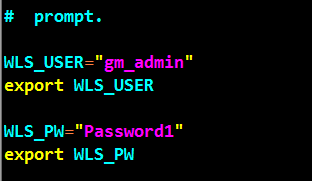 #  prompt.
WLS_USER="gm_admin"
export WLS_USER
WLS_PW="Password1"
export WLS_PW